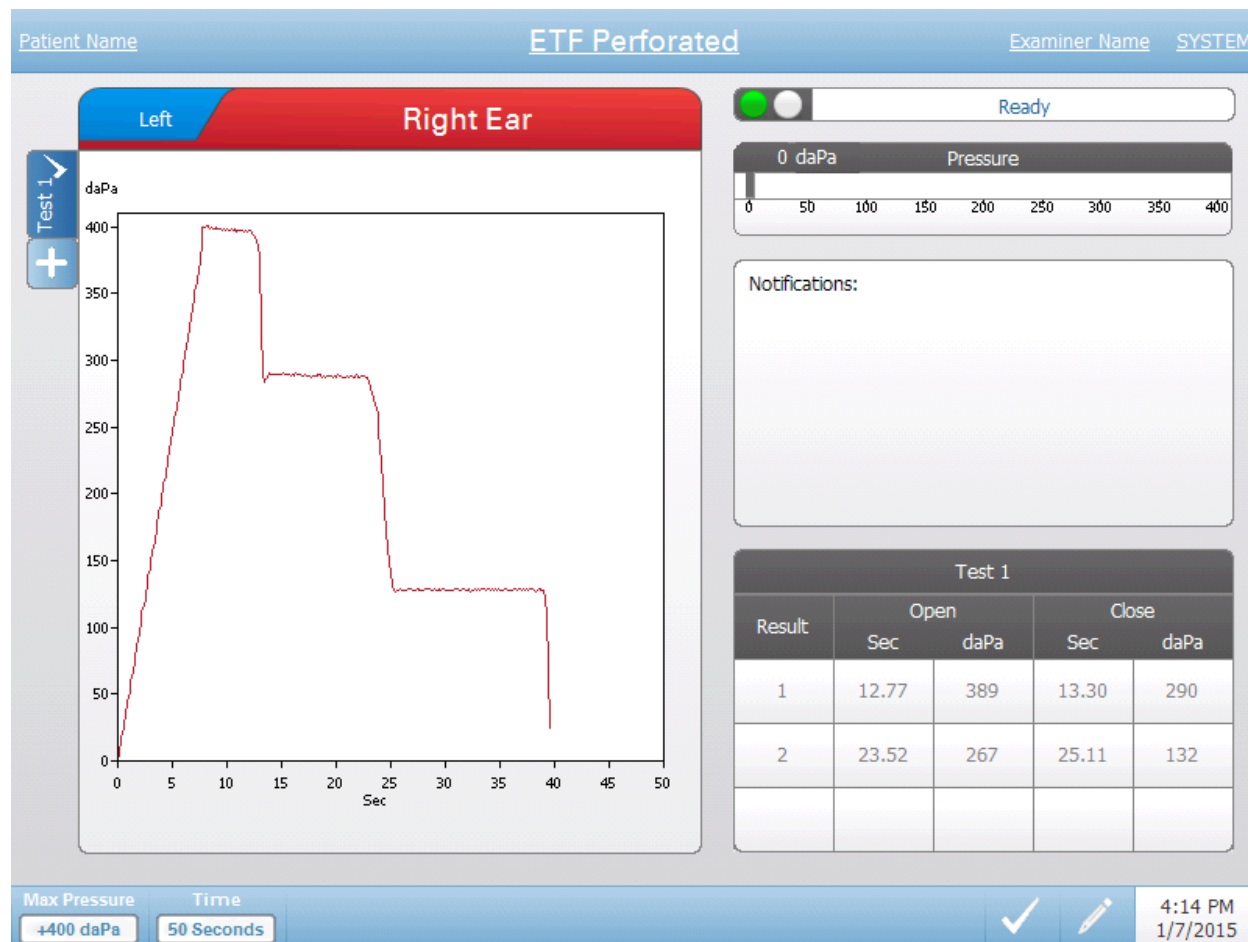 Patient Name ETF Perforated Examiner Name SYSTEM
Left Right Ear
Test 1
daPa
400
350
300
250
200
150
100
50
0
0 5 10 15 20 25 30 35 40 45 50
Sec
Ready
0 daPa Pressure
0 50 100 150 200 250 300 350 400
Notifications:
Test 1
Result Open Close
Sec daPa Sec daPa
1 12.77 389 13.30 290
2 23.52 267 25.11 132
Max Pressure Time
+400 daPa 50 Seconds
4:14 PM
1/7/2015